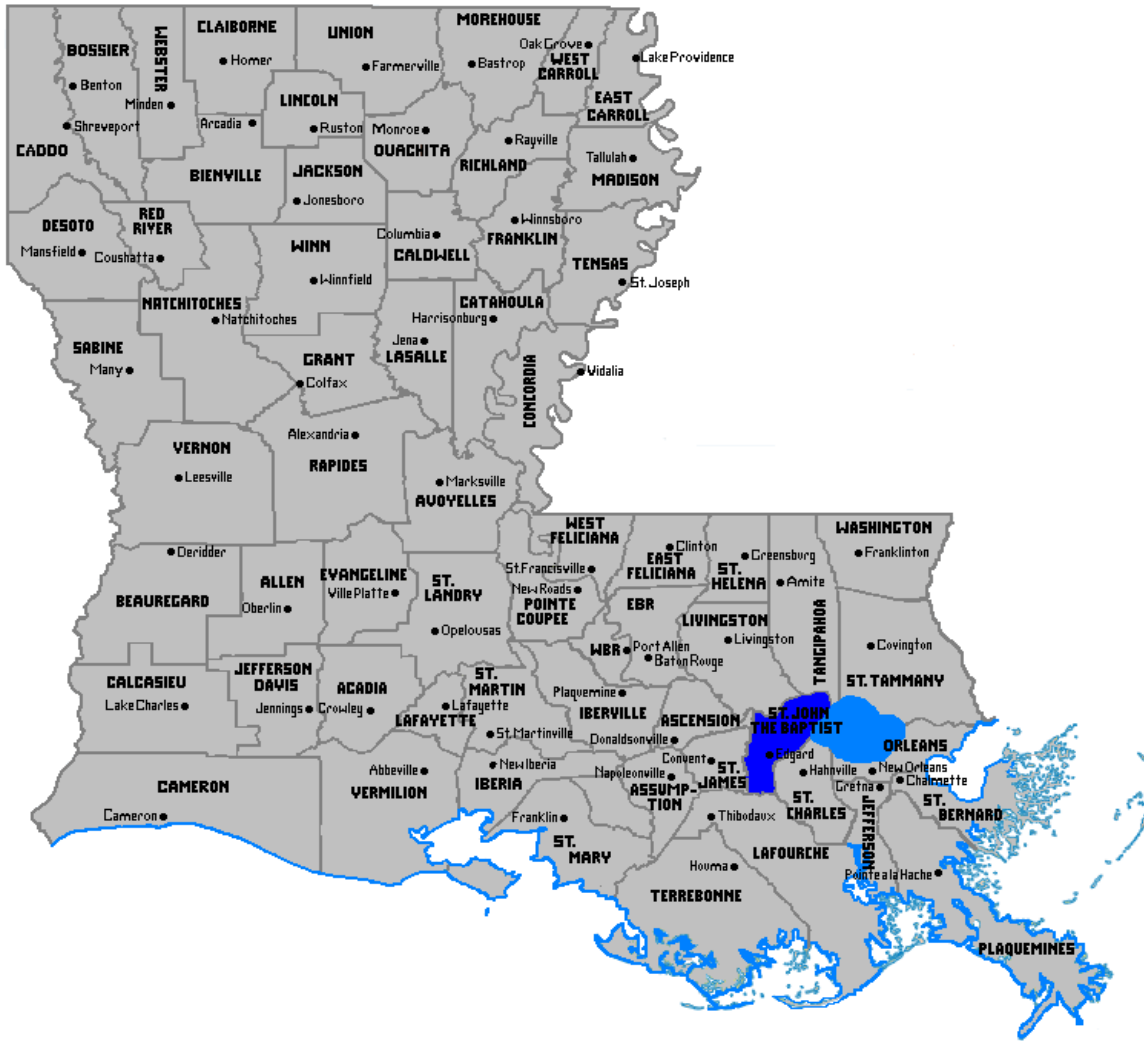 CLAIBORNE
UNION
MOREHOUSE
BOSSIER
WEBSTER
Homer
Farmerville
Bastrop
Oak Grove
WEST
CARROLL
Lake Providence
Benton
Minden
LINCOLN
EAST
CARROLL
Shreveport
Arcadia
Ruston
Monroe
OUACHITA
Rayville
CADDO
BIENVILLE
JACKSON
Jonesboro
RICHLAND
Tallulah
MADISON
DESOTO
Mansfield
RED
RIVER
Coushatta
WINN
Winnfield
Columbia
CALDWELL
Winnsboro
FRANKLIN
TENSAS
St. Joseph
NATCHITOCHES
Natchitoches
CATAHOULA
Harrisonburg
SABINE
Many
GRANT
Colfax
Jena
LASALLE
CONCORDIA
Vidalia
VERNON
Leesville
Alexandria
RAPIDES
Marksville
AVOYELLES
WEST
FELICIANA
St. Francisville
Clinton
EAST
FELICIANA
Greensburg
ST.
HELENA
WASHINGTON
Franklinton
Deridder
BEAUREGARD
ALLEN
Oberlin
EVANGELINE
Ville Platte
ST.
LANDRY
Opelousas
New Roads
POINTE
COUPEE
EBR
Amite
TANGIPAHOA
LIVINGSTON
Livingston
WBR
Port Allen
Baton Rouge
Covington
ST. TAMMANY
CALCASIEU
Lake Charles
JEFFERSON
DAVIS
Jennings
ACADIA
Crowley
LAFAYETTE
Lafayette
ST.
MARTIN
St. Martinville
Plaquemine
IBERVILLE
ASCENSION
Donaldsonville
ST. JOHN
THE BAPTIST
Edgard
ORLEANS
New Orleans
CAMERON
Cameron
Abbeville
VERMILION
New Iberia
IBERIA
Napoleonville
ASSUMP-
TION
Convent
ST.
JAMES
Hahnville
ST.
CHARLES
Gretna
JEFFERSON
Chalmette
ST.
BERNARD
Franklin
ST.
MARY
Thibodaux
LAFOURCHE
Houma
TERREBONNE
Pointe a la Hache
PLAQUEMINES